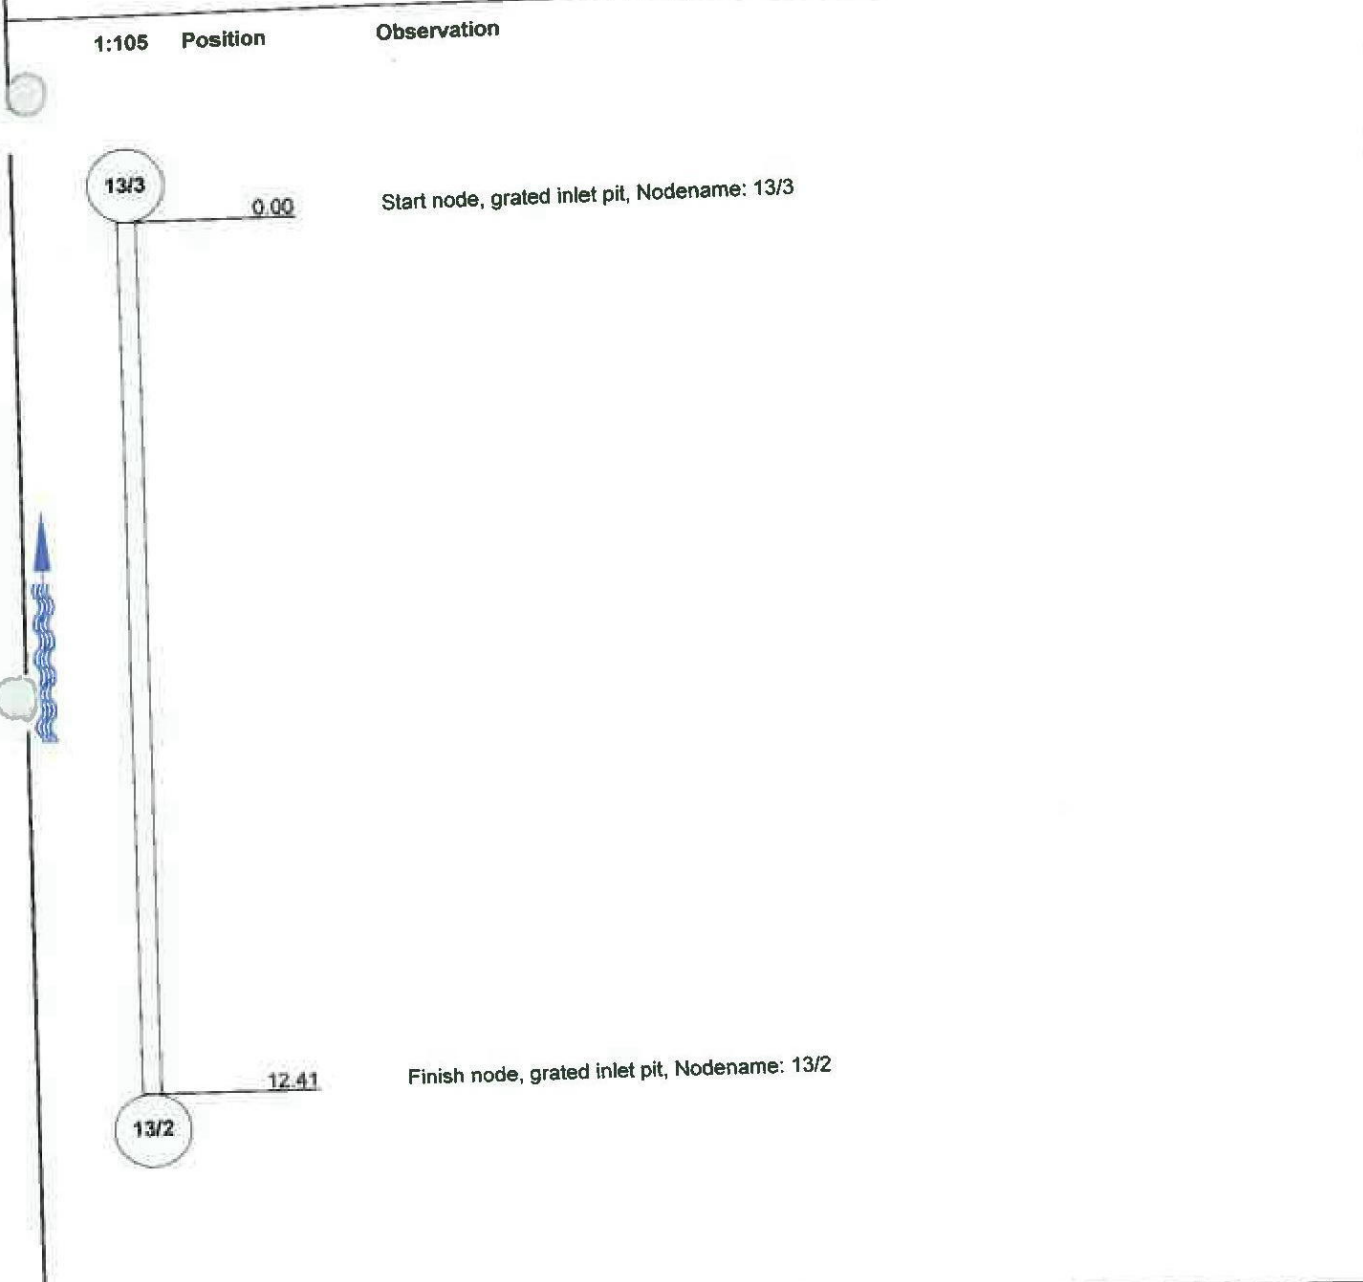 1:105 Position Observation
13/3
0.00 Start node, grated inlet pit, Nodename: 13/3
12.41 Finish node, grated inlet pit, Nodename: 13/2
13/2